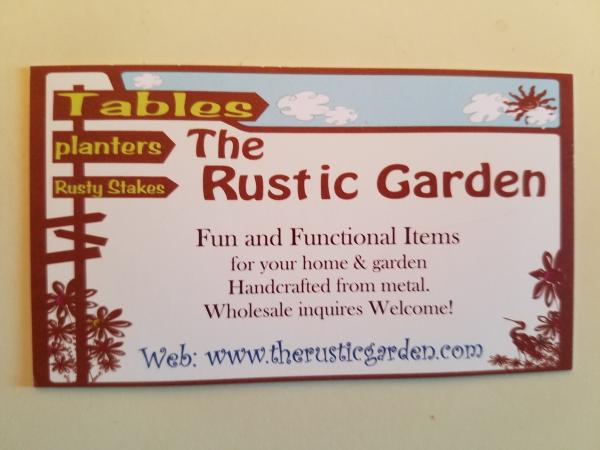 Tables
planters
Rusty Stakes
The
Rustic Garden
Fun and Functional Items
for your home & garden
Handcrafted from metal.
Wholesale inquires Welcome!
Web: www.therusticgarden.com